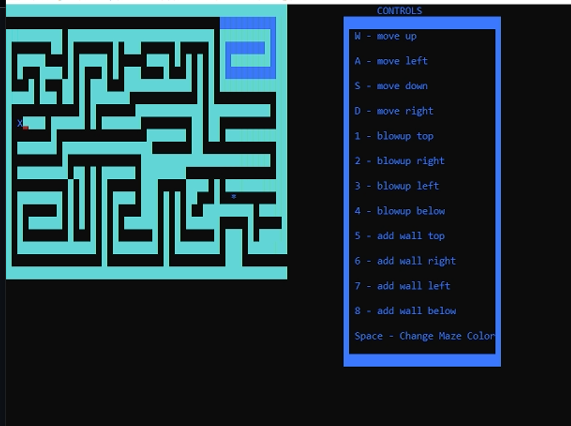 CONTROLS
W - move up
A - move left
S - move down
D - move right
1 - blowup top
2 - blowup right
3 - blowup left
4 - blowup below
5 - add wall top
6 - add wall right
7 - add wall left
8 - add wall below
Space - Change Maze Color
X
*